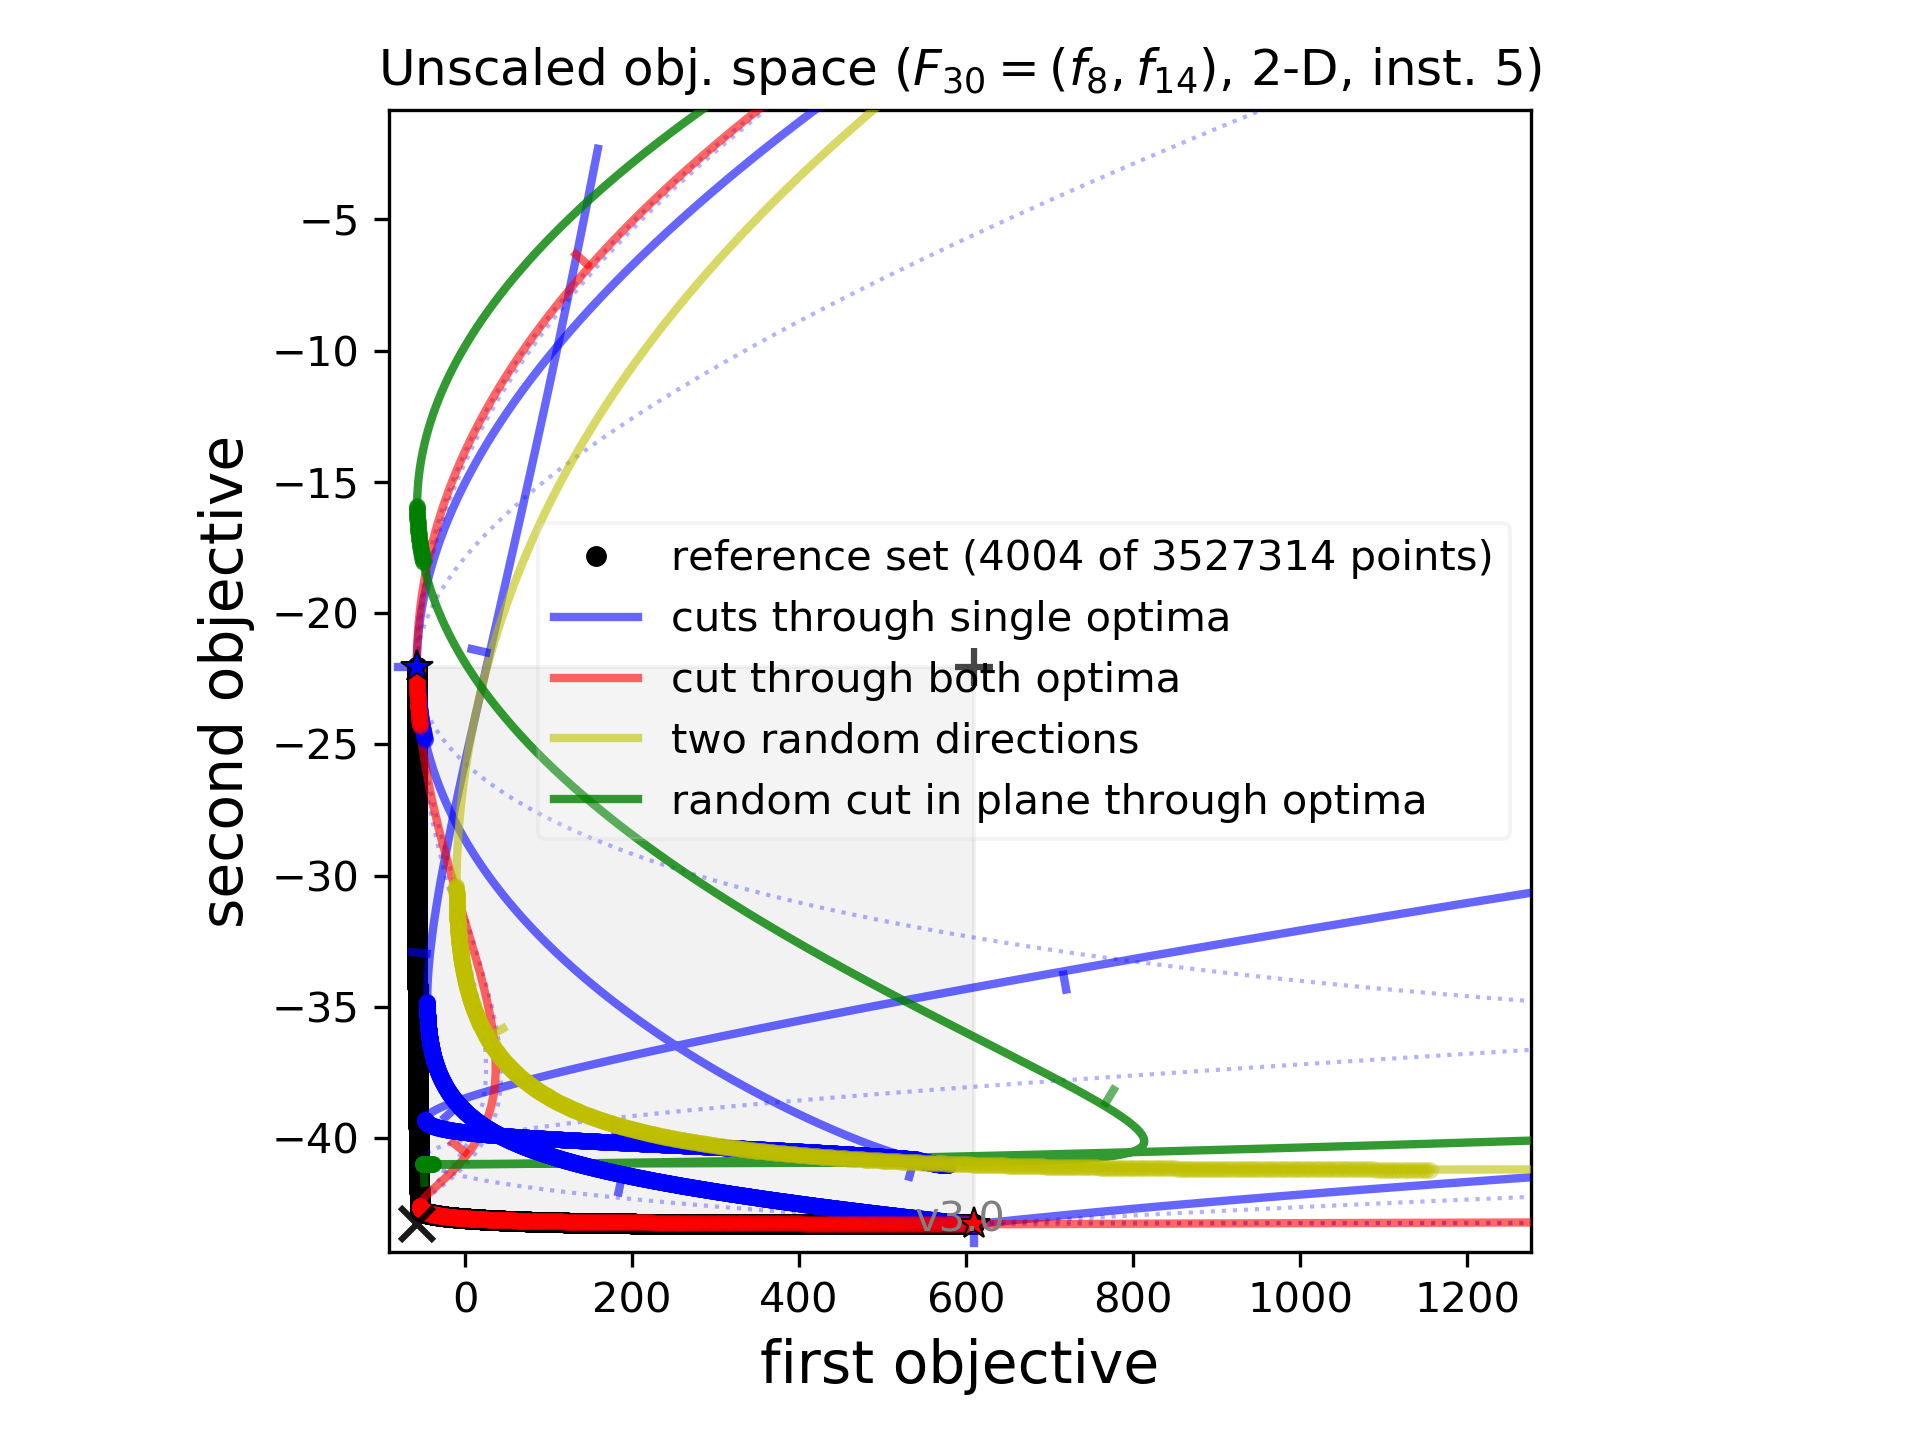 Unscaled obj. space (F30 = (f8, f14), 2-D, inst. 5)
second objective
−5
−10
−15
−20
−25
−30
−35
−40
reference set (4004 of 3527314 points)
cuts through single optima
cut through both optima
two random directions
random cut in plane through optima
v3.0
0 200 400 600 800 1000 1200
first objective